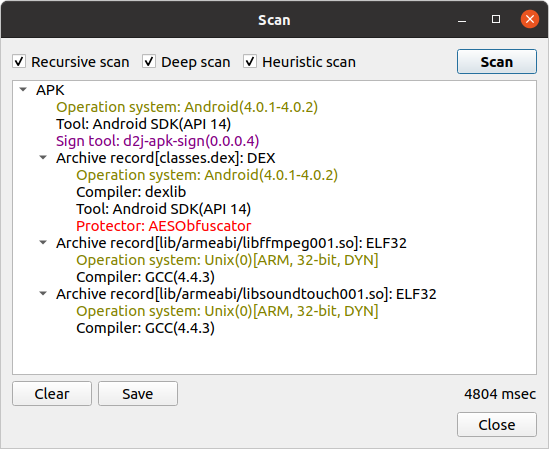 Scan
Recursive scan Deep scan Heuristic scan Scan
APK
Operation system: Android(4.0.1-4.0.2)
Tool: Android SDK(API 14)
Sign tool: d2j-apk-sign(0.0.0.4)
Archive record[classes.dex]: DEX
Operation system: Android(4.0.1-4.0.2)
Compiler: dexlib
Tool: Android SDK(API 14)
Protector: AESObfuscator
Archive record[lib/armeabi/libffmpeg001.so]: ELF32
Operation system: Unix(0)[ARM, 32-bit, DYN]
Compiler: GCC(4.4.3)
Archive record[lib/armeabi/libsoundtouch001.so]: ELF32
Operation system: Unix(0)[ARM, 32-bit, DYN]
Compiler: GCC(4.4.3)
Clear Save 4804 msec
Close